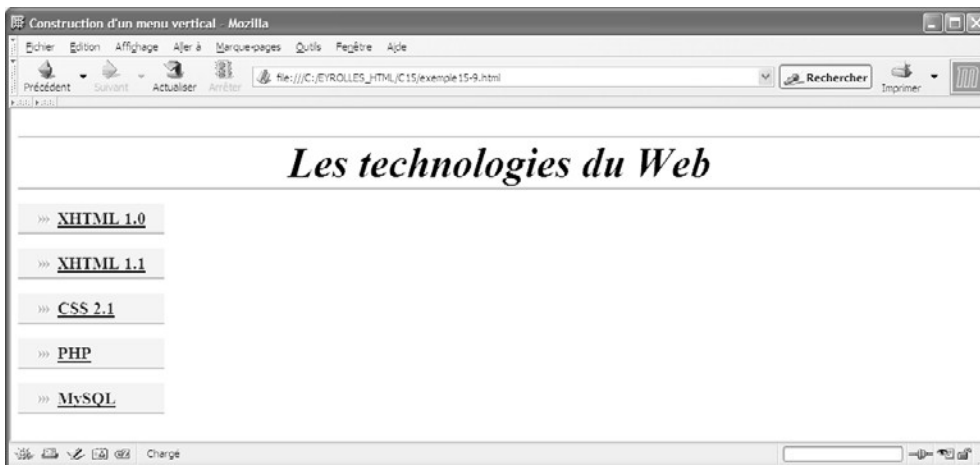 Construction d'un menu vertical - Mozilla
Fichier Edition Affichage Aller à Marque-pages Outils Fenêtre Aide
Précédent Suivant Actualiser Arrêter file:///C:/EYROLLES_HTML/C15/exemple15-9.html Rechercher Imprimer
Les technologies du Web
XHTML 1.0
XHTML 1.1
CSS 2.1
PHP
MySQL
Chargé